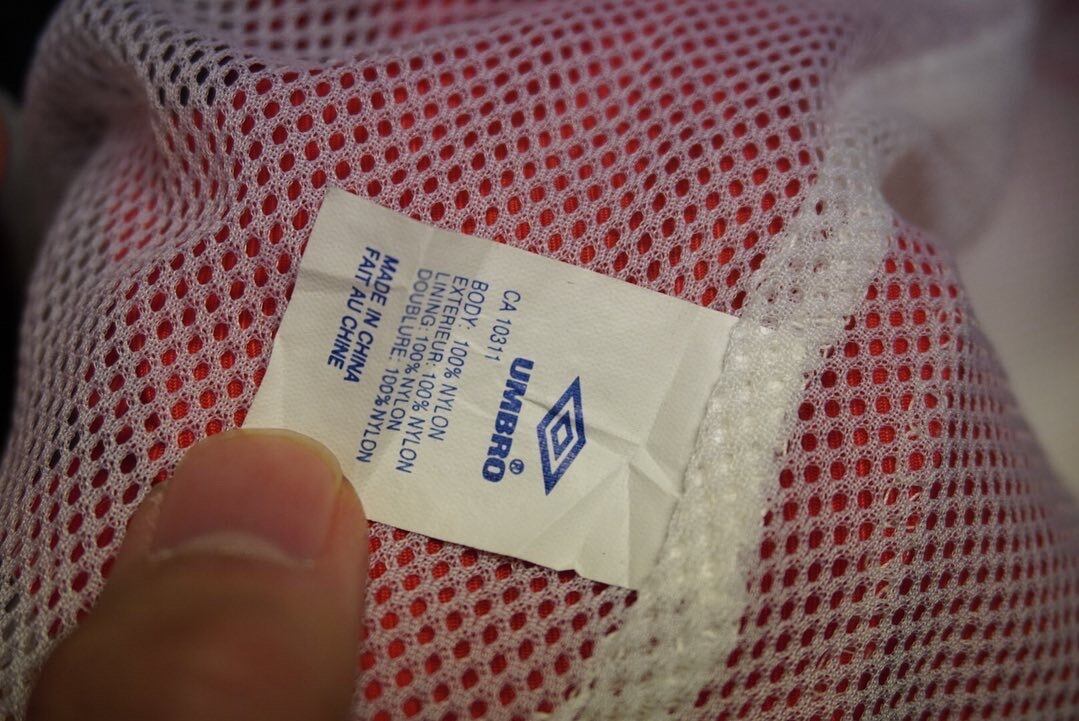 UMBRO®
CA 10311
BODY: 100% NYLON
EXTERIEUR: 100% NYLON
LINING: 100% NYLON
DOUBLURE: 100% NYLON
MADE IN CHINA
FAIT AU CHINE